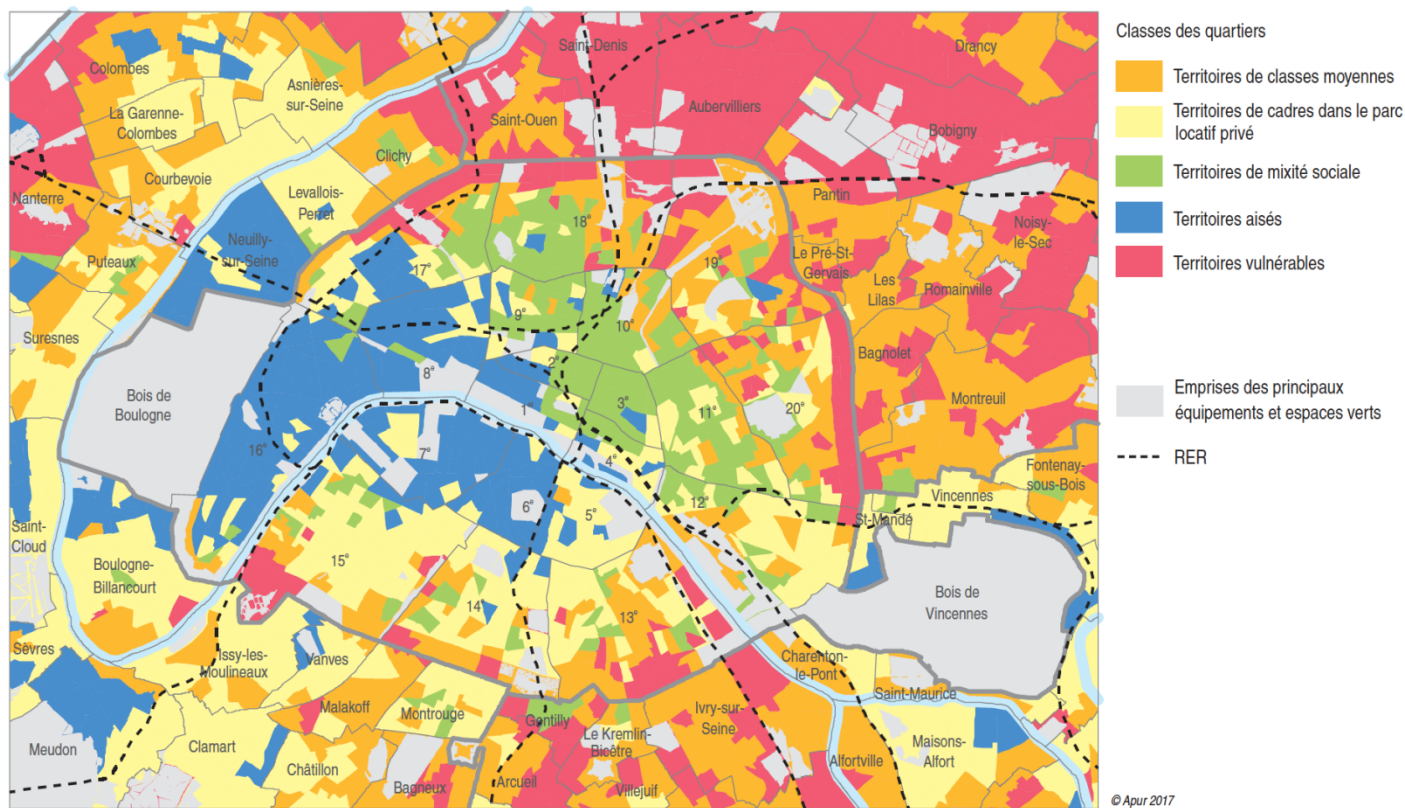 Classes des quartiers
Territoires de classes moyennes
Territoires de cadres dans le parc
locatif privé
Territoires de mixité sociale
Territoires aisés
Territoires vulnérables
Emprises des principaux
équipements et espaces verts
RER
Saint-Denis
Drancy
Colombes
Asnières-
sur-Seine
Aubervilliers
La Garenne-
Colombes
Saint-Ouen
Bobigny
Clichy
Courbevoie
Levallois-
Perret
Nanterre
Pantin
Noisy-
le-Sec
18e
Neuilly-
sur-Seine
Puteaux
17e
19e
Le Pré-St-
Gervais
Les
Lilas
Romainville
9e
10e
Suresnes
Bagnolet
2e
8e
Bois de
Boulogne
1er
3e
11e
20e
Montreuil
16e
7e
4e
Fontenay-
sous-Bois
Vincennes
6e
5e
12e
St-Mandé
Saint-
Cloud
15e
Boulogne-
Billancourt
14e
13e
Bois de
Vincennes
Sèvres
Issy-les-
Moulineaux
Vanves
Charenton-
le-Pont
Saint-Maurice
Malakoff
Montrouge
Gentilly
Ivry-sur-
Seine
Le Kremlin-
Bicêtre
Meudon
Clamart
Châtillon
Bagneux
Arcueil
Villejuif
Alfortville
Maisons-
Alfort
© Apur 2017